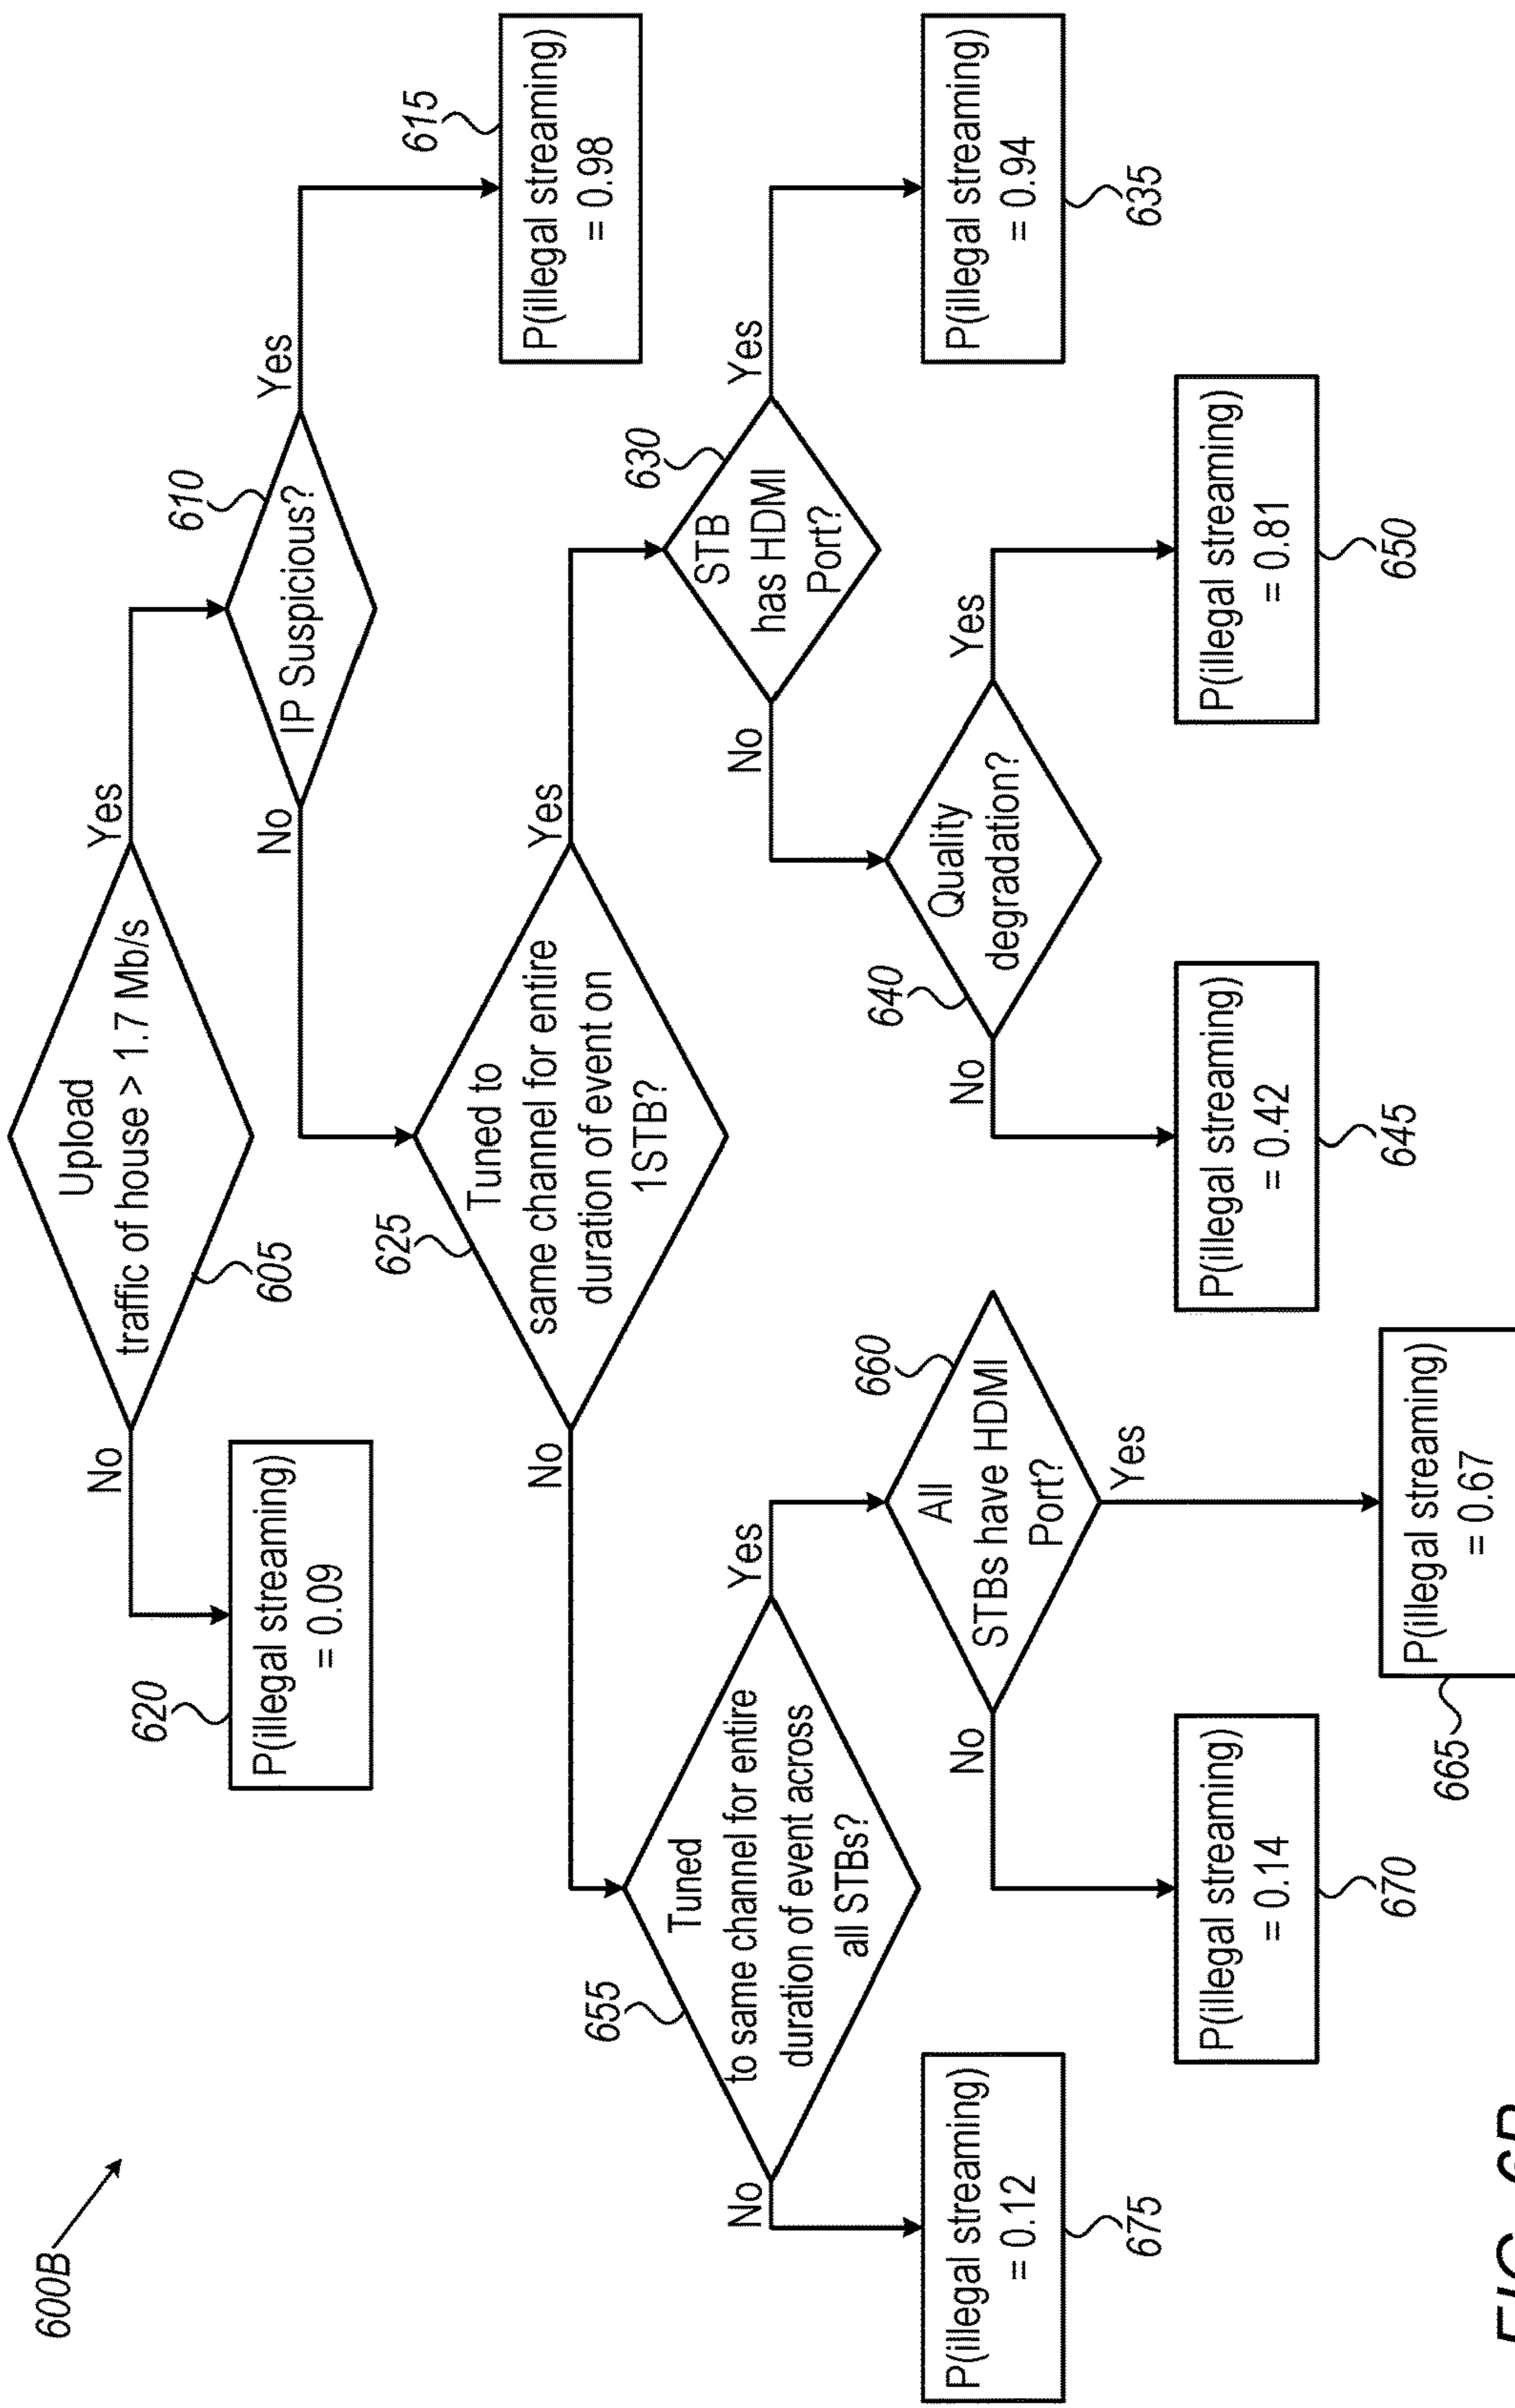 600B
Upload
traffic of house > 1.7 Mb/s
605
No
Yes
620
P(illegal streaming)
= 0.09
610
IP Suspicious?
No
Yes
615
P(illegal streaming)
= 0.98
625
Tuned to
same channel for entire
duration of event on
1STB?
No
Yes
655
Tuned
to same channel for entire
duration of event across
all STBs?
No
Yes
630
STB
has HDMI
Port?
No
Yes
P(illegal streaming)
= 0.12
675
660
All
STBs have HDMI
Port?
No
Yes
640
Quality
degradation?
No
Yes
P(illegal streaming)
= 0.94
635
P(illegal streaming)
= 0.14
670
P(illegal streaming)
= 0.42
645
P(illegal streaming)
= 0.81
650
665
P(illegal streaming)
= 0.67